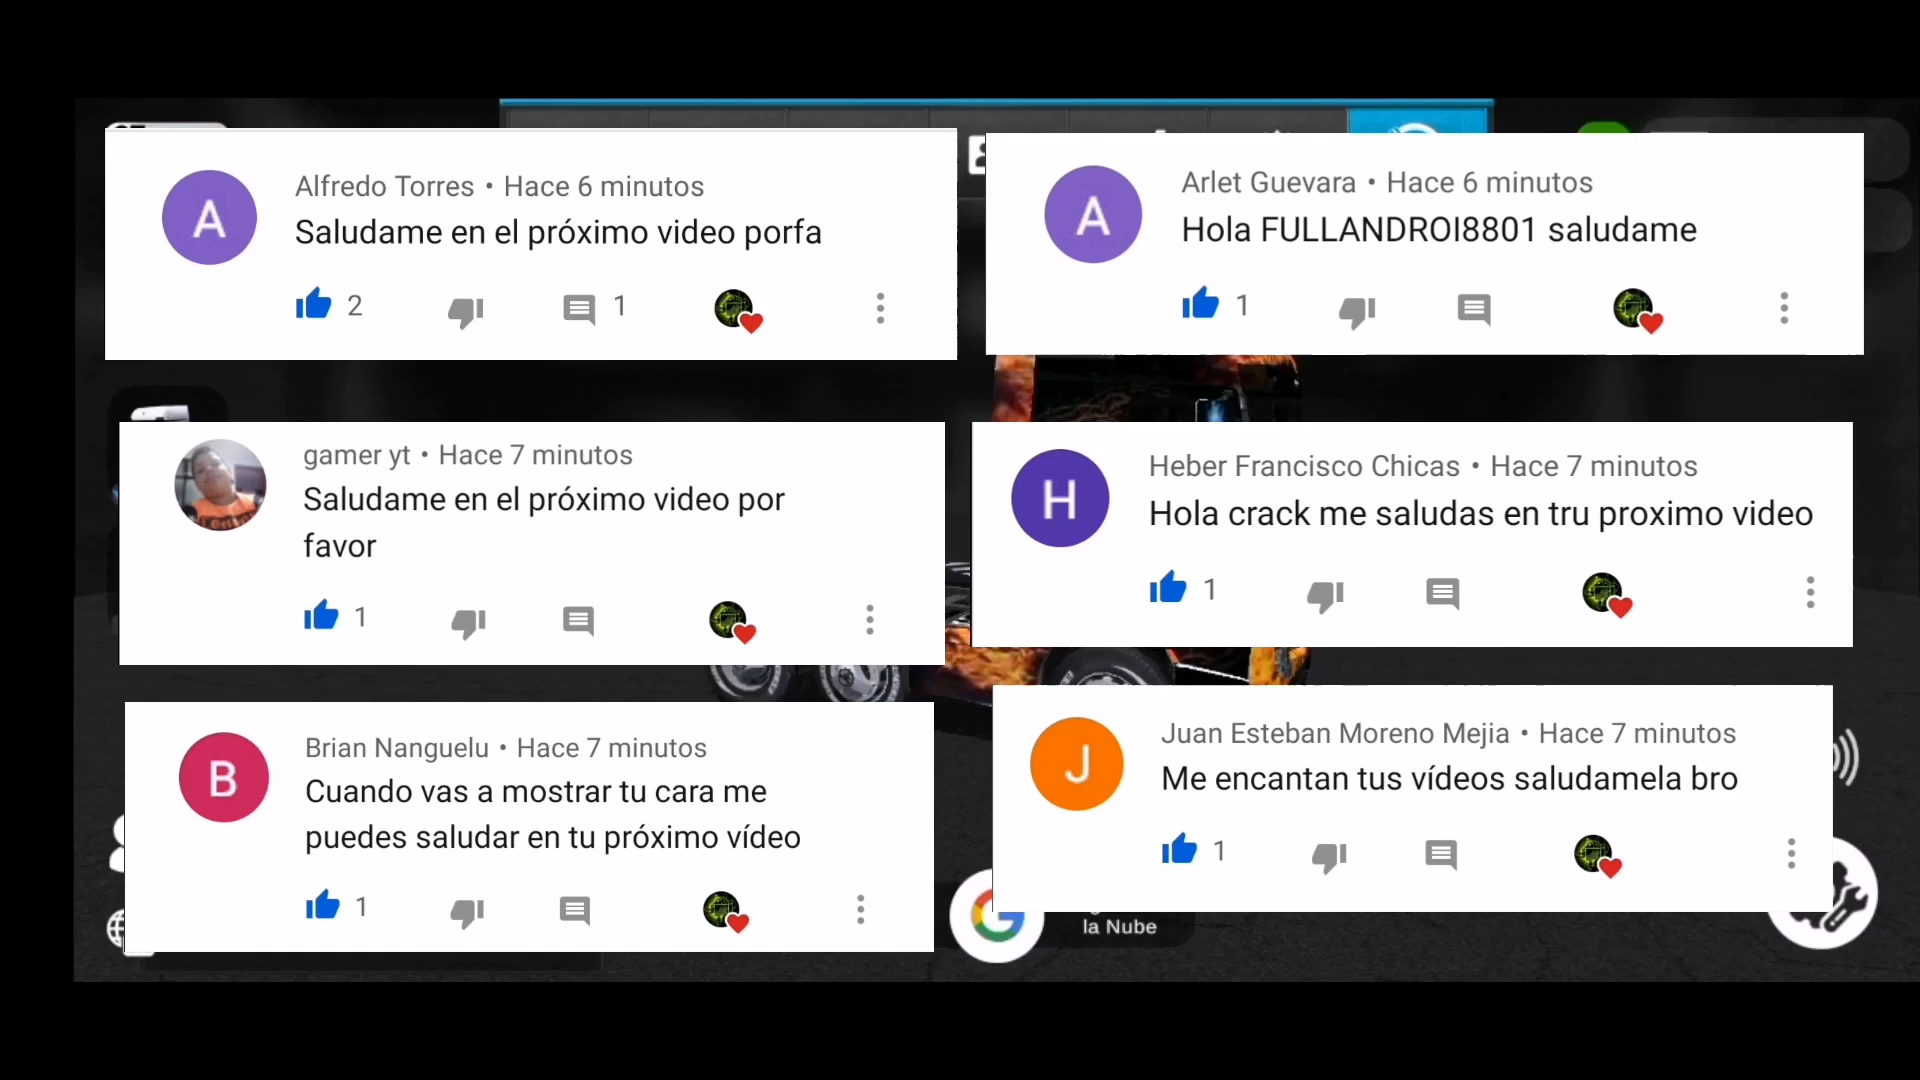 Alfredo Torres • Hace 6 minutos
Saludame en el próximo video porfa
2
1
Arlet Guevara • Hace 6 minutos
Hola FULLANDROI8801 saludame
1
gamer yt • Hace 7 minutos
Saludame en el próximo video por
favor
1
Heber Francisco Chicas • Hace 7 minutos
Hola crack me saludas en tru proximo video
1
Brian Nanguelu • Hace 7 minutos
Cuando vas a mostrar tu cara me
puedes saludar en tu próximo vídeo
1
Juan Esteban Moreno Mejia • Hace 7 minutos
Me encantan tus vídeos saludamela bro
1
la Nube